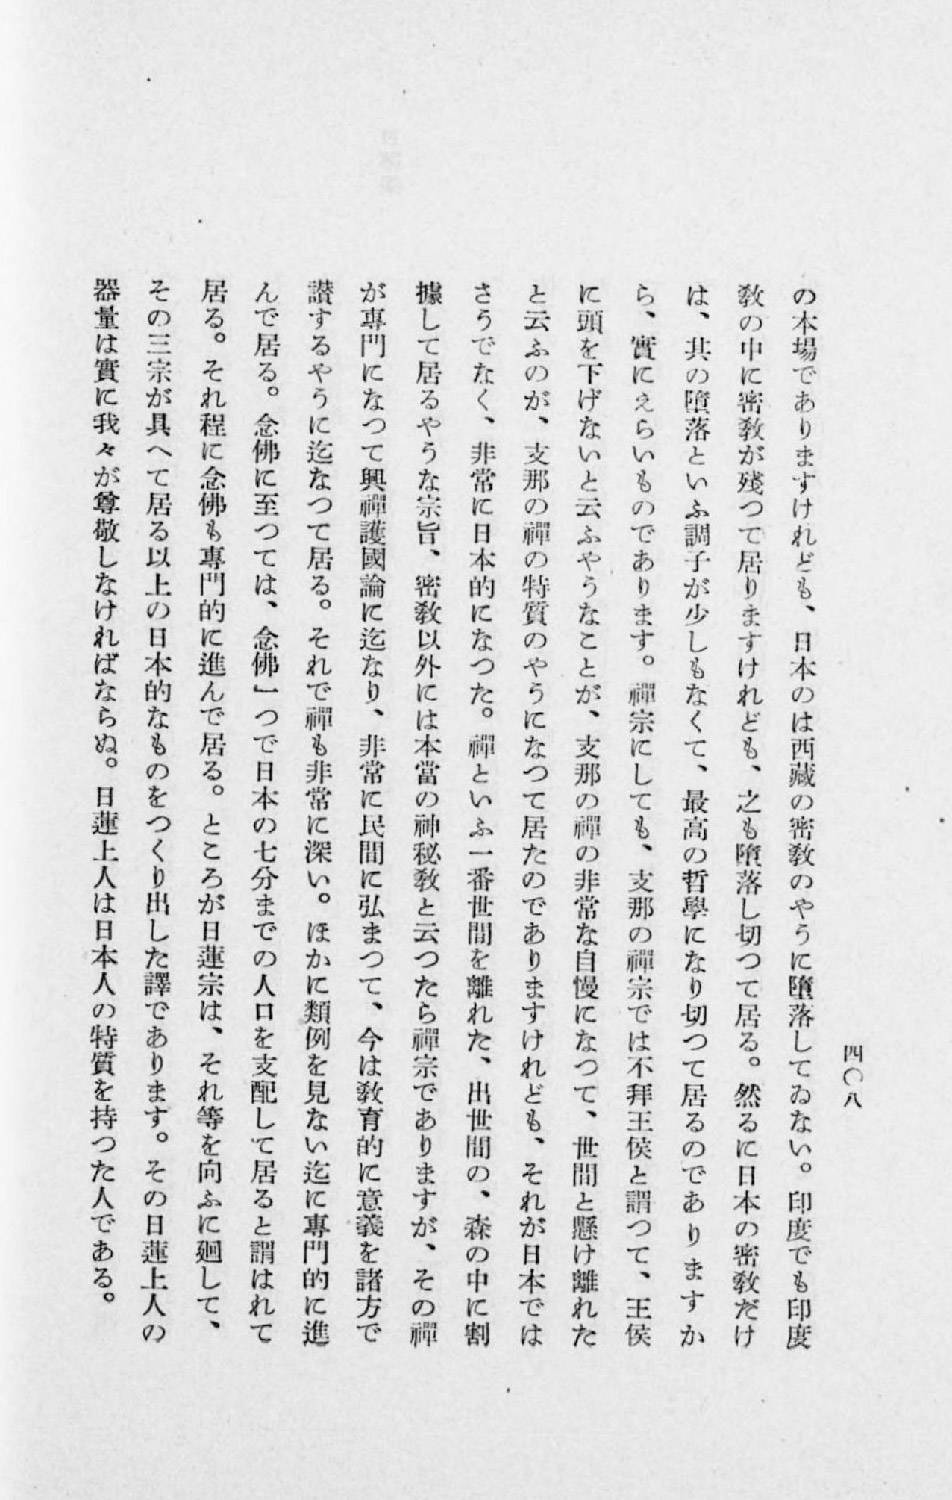 四〇八
の本場でありますけれども、日本のは西藏の密敎のやうに墮落してゐない。印度でも印度
敎の中に密敎が殘つて居りますけれども、之も墮落し切つて居る。然るに日本の密敎だけ
は、其の墮落といふ調子が少しもなくて、最高の哲學になり切つて居るのでありますか
ら、實にえらいものであります。禪宗にしても、支那の禪宗では不拜王侯と謂つて、王侯
に頭を下げないと云ふやうなことが、支那の禪の非常な自慢になつて、世間と懸け離れた
と云ふのが、支那の禪の特質のやうになつて居たのでありますけれども、それが日本では
さうでなく、非常に日本的になつた。禪といふ一番世間を離れた、出世間の、森の中に割
據して居るやうな宗旨、密敎以外には本當の神秘敎と云つたら禪宗でありますが、その禪
が專門になつて興禪護國論に迄なり、非常に民間に弘まつて、今は敎育的に意義を諸方で
讃するやうに迄なつて居る。それで禪も非常に深い。ほかに類例を見ない迄に專門的に進
んで居る。念佛に至つては、念佛一つで日本の七分までの人口を支配して居ると謂はれて
居る。それ程に念佛も專門的に進んで居る。ところが日蓮宗は、それ等を向ふに廻して、
その三宗が具へて居る以上の日本的なものをつくり出した譯であります。その日蓮上人の
器量は實に我々が尊敬しなければならぬ。日蓮上人は日本人の特質を持つた人である。